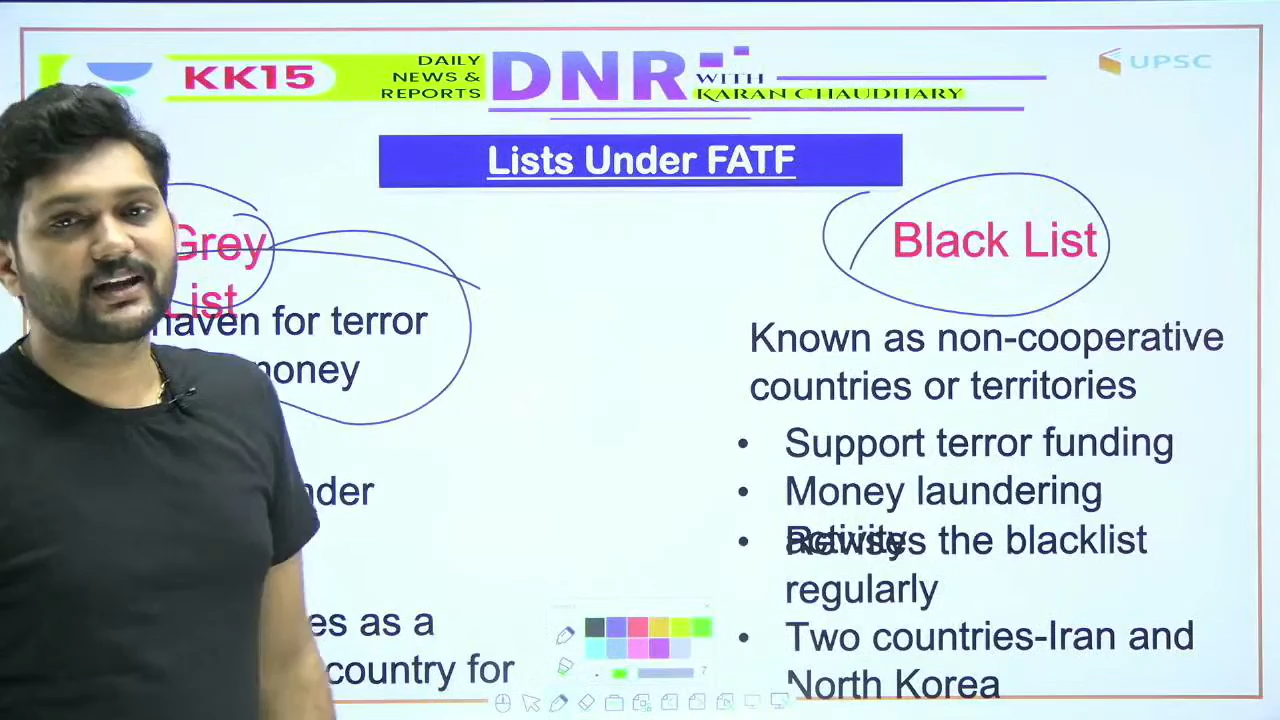 KK15
DAILY
NEWS &
REPORTS
DNR
WITH
KARAN CHAUDHARY
UPSC
Lists Under FATF
Grey
List
haven for terror
money
es as a
country for
Black List
Known as non-cooperative
countries or territories
• Support terror funding
• Money laundering
activity
• Revises the blacklist
regularly
• Two countries-Iran and
North Korea
7